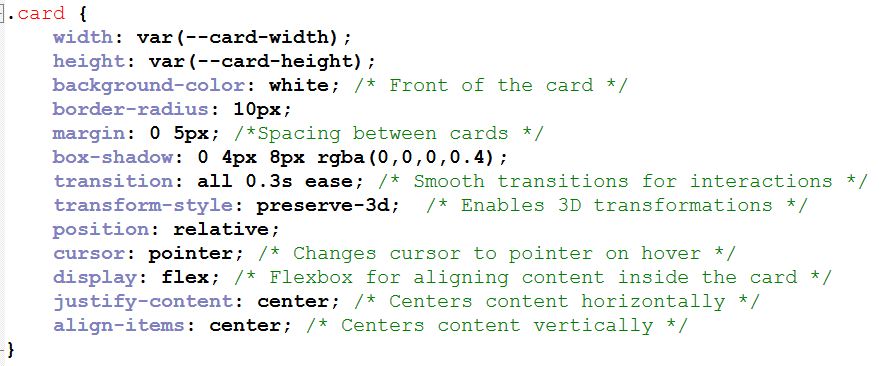 .card {
    width: var(--card-width);
    height: var(--card-height);
    background-color: white; /* Front of the card */
    border-radius: 10px;
    margin: 0 5px; /*Spacing between cards */
    box-shadow: 0 4px 8px rgba(0,0,0,0.4);
    transition: all 0.3s ease; /* Smooth transitions for interactions */
    transform-style: preserve-3d;  /* Enables 3D transformations */
    position: relative;
    cursor: pointer; /* Changes cursor to pointer on hover */
    display: flex; /* Flexbox for aligning content inside the card */
    justify-content: center; /* Centers content horizontally */
    align-items: center; /* Centers content vertically */
}